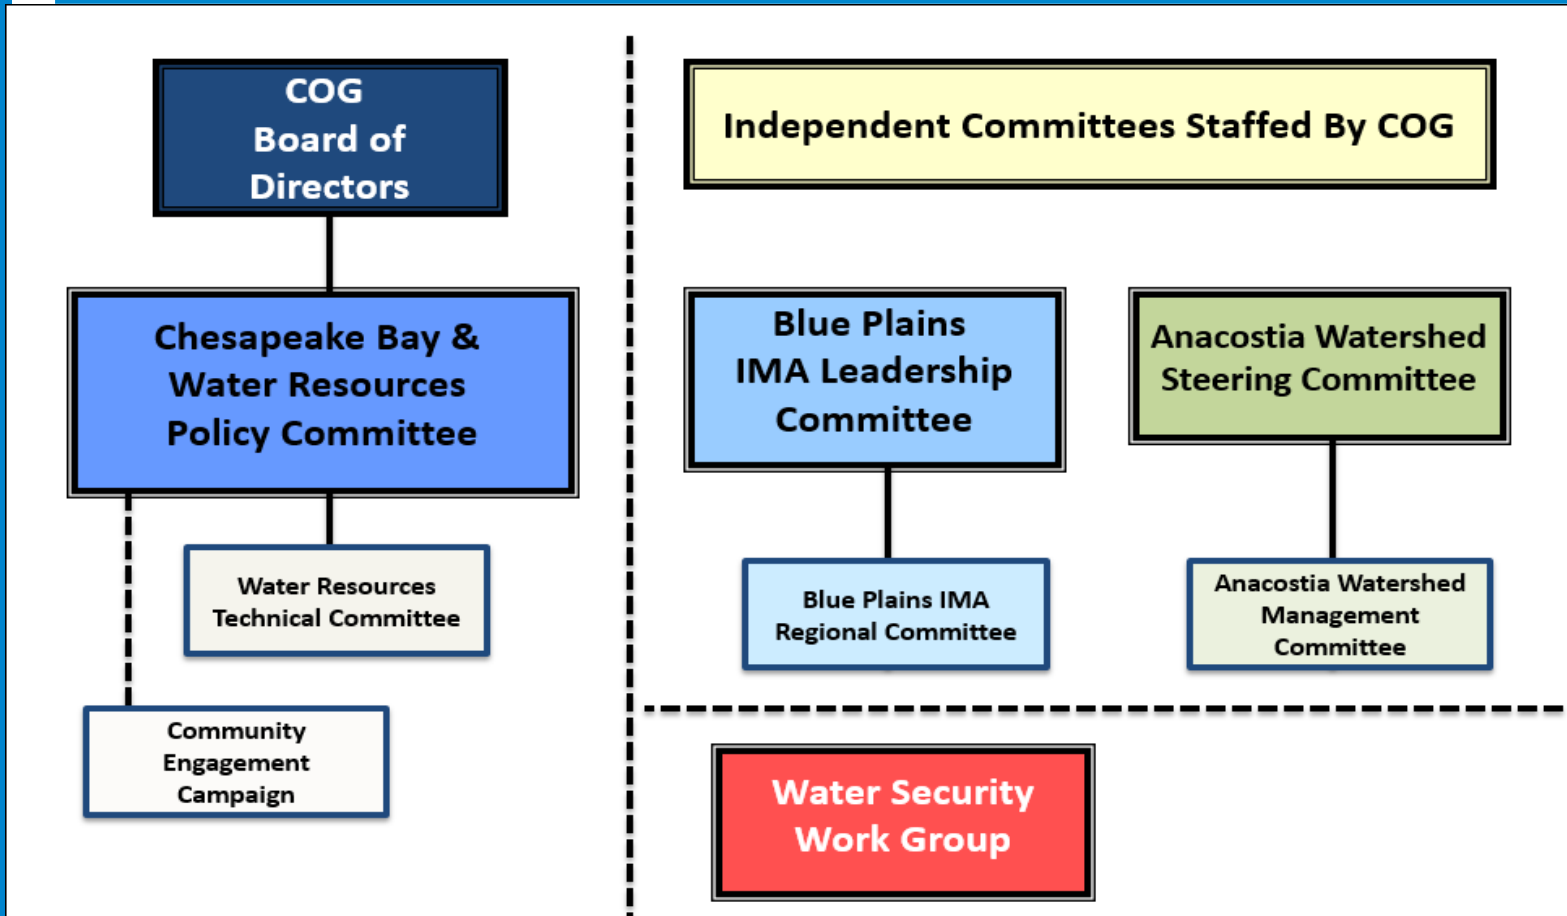 COG
Board of
Directors
Independent Committees Staffed By COG
Chesapeake Bay &
Water Resources
Policy Committee
Blue Plains
IMA Leadership
Committee
Anacostia Watershed
Steering Committee
Water Resources
Technical Committee
Blue Plains IMA
Regional Committee
Anacostia Watershed
Management
Committee
Community
Engagement
Campaign
Water Security
Work Group